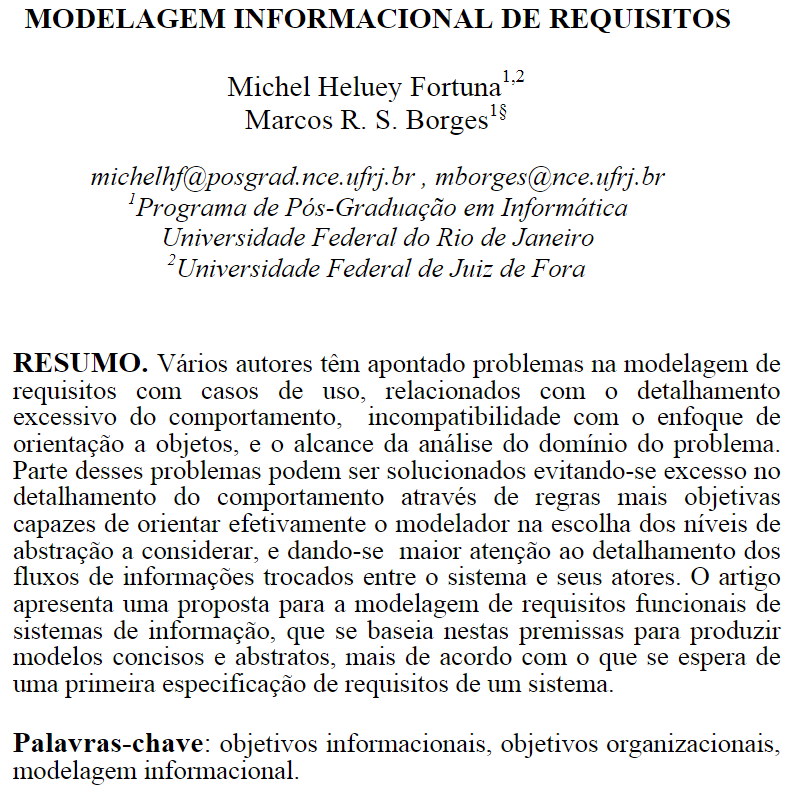 MODELAGEM INFORMACIONAL DE REQUISITOS
Michel Heluey Fortuna1,2
Marcos R. S. Borges1§
michelhf@posgrad.nce.ufrj.br , mborges@nce.ufrj.br
1Programa de Pós-Graduação em Informática
Universidade Federal do Rio de Janeiro
2Universidade Federal de Juiz de Fora
RESUMO. Vários autores têm apontado problemas na modelagem de
requisitos com casos de uso, relacionados com o detalhamento
excessivo do comportamento, incompatibilidade com o enfoque de
orientação a objetos, e o alcance da análise do domínio do problema.
Parte desses problemas podem ser solucionados evitando-se excesso no
detalhamento do comportamento através de regras mais objetivas
capazes de orientar efetivamente o modelador na escolha dos níveis de
abstração a considerar, e dando-se maior atenção ao detalhamento dos
fluxos de informações trocados entre o sistema e seus atores. O artigo
apresenta uma proposta para a modelagem de requisitos funcionais de
sistemas de informação, que se baseia nestas premissas para produzir
modelos concisos e abstratos, mais de acordo com o que se espera de
uma primeira especificação de requisitos de um sistema.
Palavras-chave: objetivos informacionais, objetivos organizacionais,
modelagem informacional.